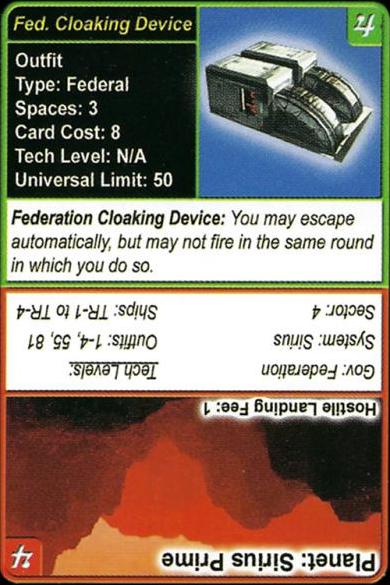 Fed. Cloaking Device
4
Outfit
Type: Federal
Spaces: 3
Card Cost: 8
Tech Level: N/A
Universal Limit: 50
Federation Cloaking Device: You may escape
automatically, but may not fire in the same round
in which you do so.
Planet: Sirius Prime
4
Hostile Landing Fee: 1
Gov: Federation
System: Sirius
Sector: 4
Tech Levels:
Outfits: 1-4, 55, 81
Ships: TR-1 to TR-4